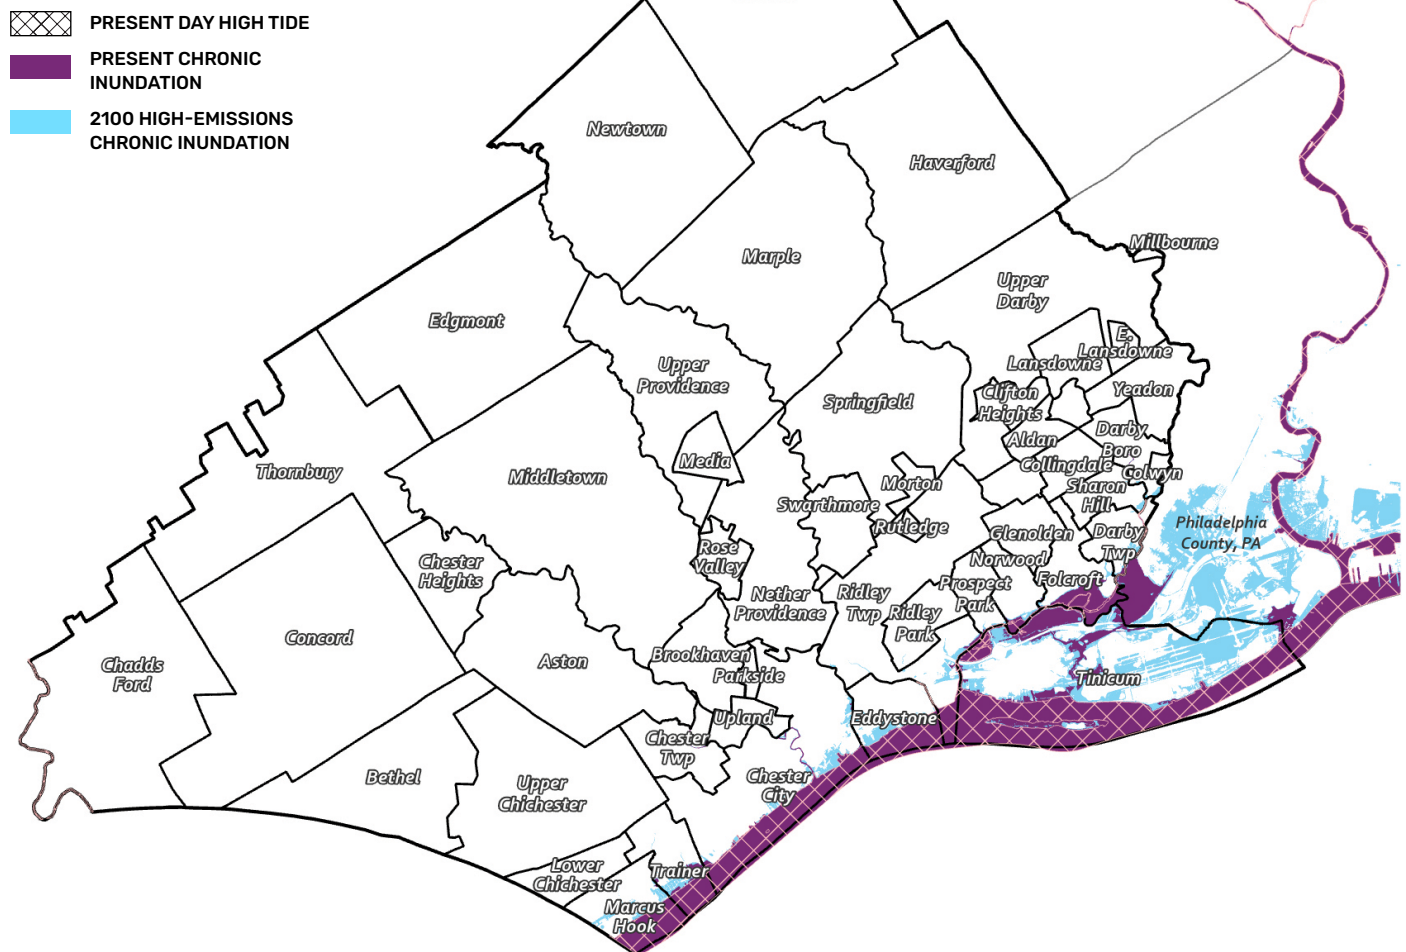 PRESENT DAY HIGH TIDE
PRESENT CHRONIC
INUNDATION
2100 HIGH-EMISSIONS
CHRONIC INUNDATION
Newtown
Haverford
Marple
Millbourne
Upper
Darby
Edgmont
E.
Lansdowne
Lansdowne
Upper
Providence
Springfield
Clifton
Heights
Yeadon
Aldan
Darby
Boro
Media
Collingdale
Colwyn
Thornbury
Middletown
Morton
Sharon
Hill
Swarthmore
Rutledge
Glenolden
Darby
Twp
Philadelphia
County, PA
Rose
Valley
Norwood
Chester
Heights
Folcroft
Prospect
Park
Nether
Providence
Ridley
Twp
Ridley
Park
Concord
Chadds
Ford
Aston
Brookhaven
Parkside
Tinicum
Upland
Eddystone
Chester
Twp
Bethel
Upper
Chichester
Chester
City
Lower
Chichester
Trainer
Marcus
Hook